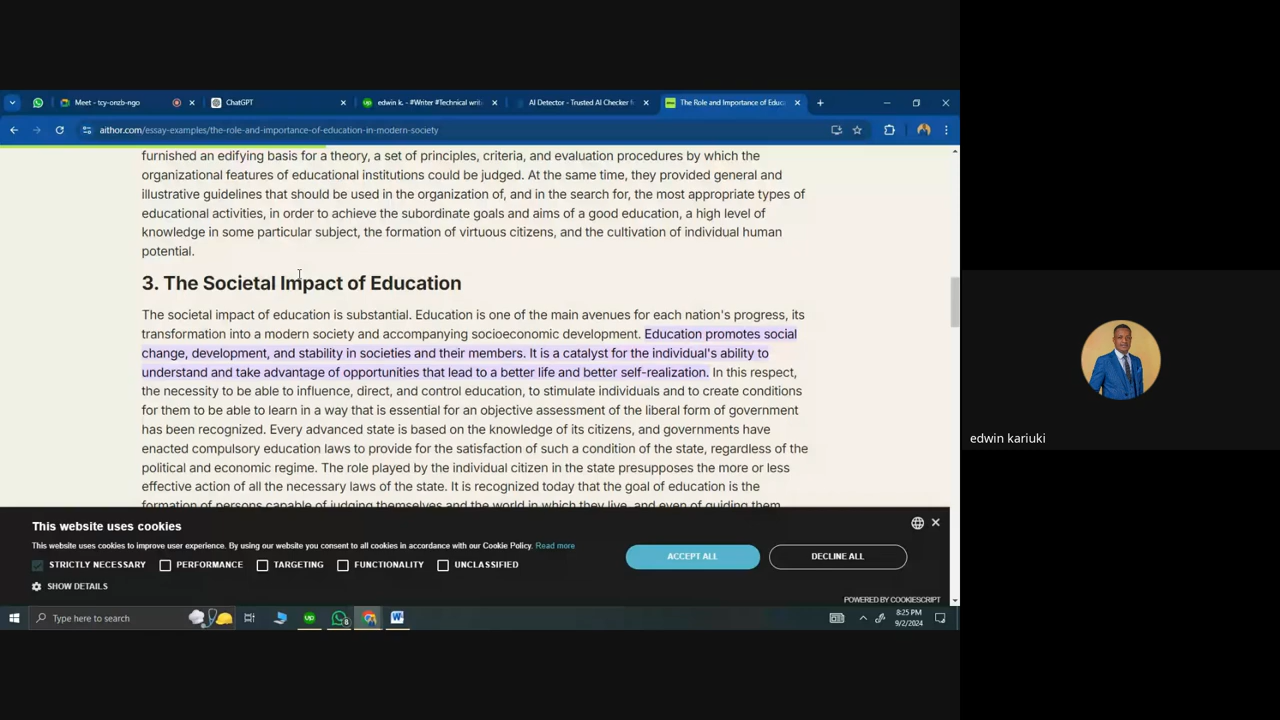 Meet - tcy-onzb-ngo
ChatGPT
edwin k. - #Writer #Technical writ
AI Detector - Trusted AI Checker f
The Role and Importance of Educ
aithor.com/essay-examples/the-role-and-importance-of-education-in-modern-society
furnished an edifying basis for a theory, a set of principles, criteria, and evaluation procedures by which the
organizational features of educational institutions could be judged. At the same time, they provided general and
illustrative guidelines that should be used in the organization of, and in the search for, the most appropriate types of
educational activities, in order to achieve the subordinate goals and aims of a good education, a high level of
knowledge in some particular subject, the formation of virtuous citizens, and the cultivation of individual human
potential.
3. The Societal Impact of Education
The societal impact of education is substantial. Education is one of the main avenues for each nation's progress, its
transformation into a modern society and accompanying socioeconomic development. Education promotes social
change, development, and stability in societies and their members. It is a catalyst for the individual's ability to
understand and take advantage of opportunities that lead to a better life and better self-realization. In this respect,
the necessity to be able to influence, direct, and control education, to stimulate individuals and to create conditions
for them to be able to learn in a way that is essential for an objective assessment of the liberal form of government
has been recognized. Every advanced state is based on the knowledge of its citizens, and governments have
enacted compulsory education laws to provide for the satisfaction of such a condition of the state, regardless of the
political and economic regime. The role played by the individual citizen in the state presupposes the more or less
effective action of all the necessary laws of the state. It is recognized today that the goal of education is the
formation of persons capable of judging themselves and the world in which they live, and even of guiding them
This website uses cookies
This website uses cookies to improve user experience. By using our website you consent to all cookies in accordance with our Cookie Policy. Read more
STRICTLY NECESSARY PERFORMANCE TARGETING FUNCTIONALITY UNCLASSIFIED
SHOW DETAILS
ACCEPT ALL
DECLINE ALL
POWERED BY COOKIESCRIPT
Type here to search
8:25 PM
9/2/2024
edwin kariuki